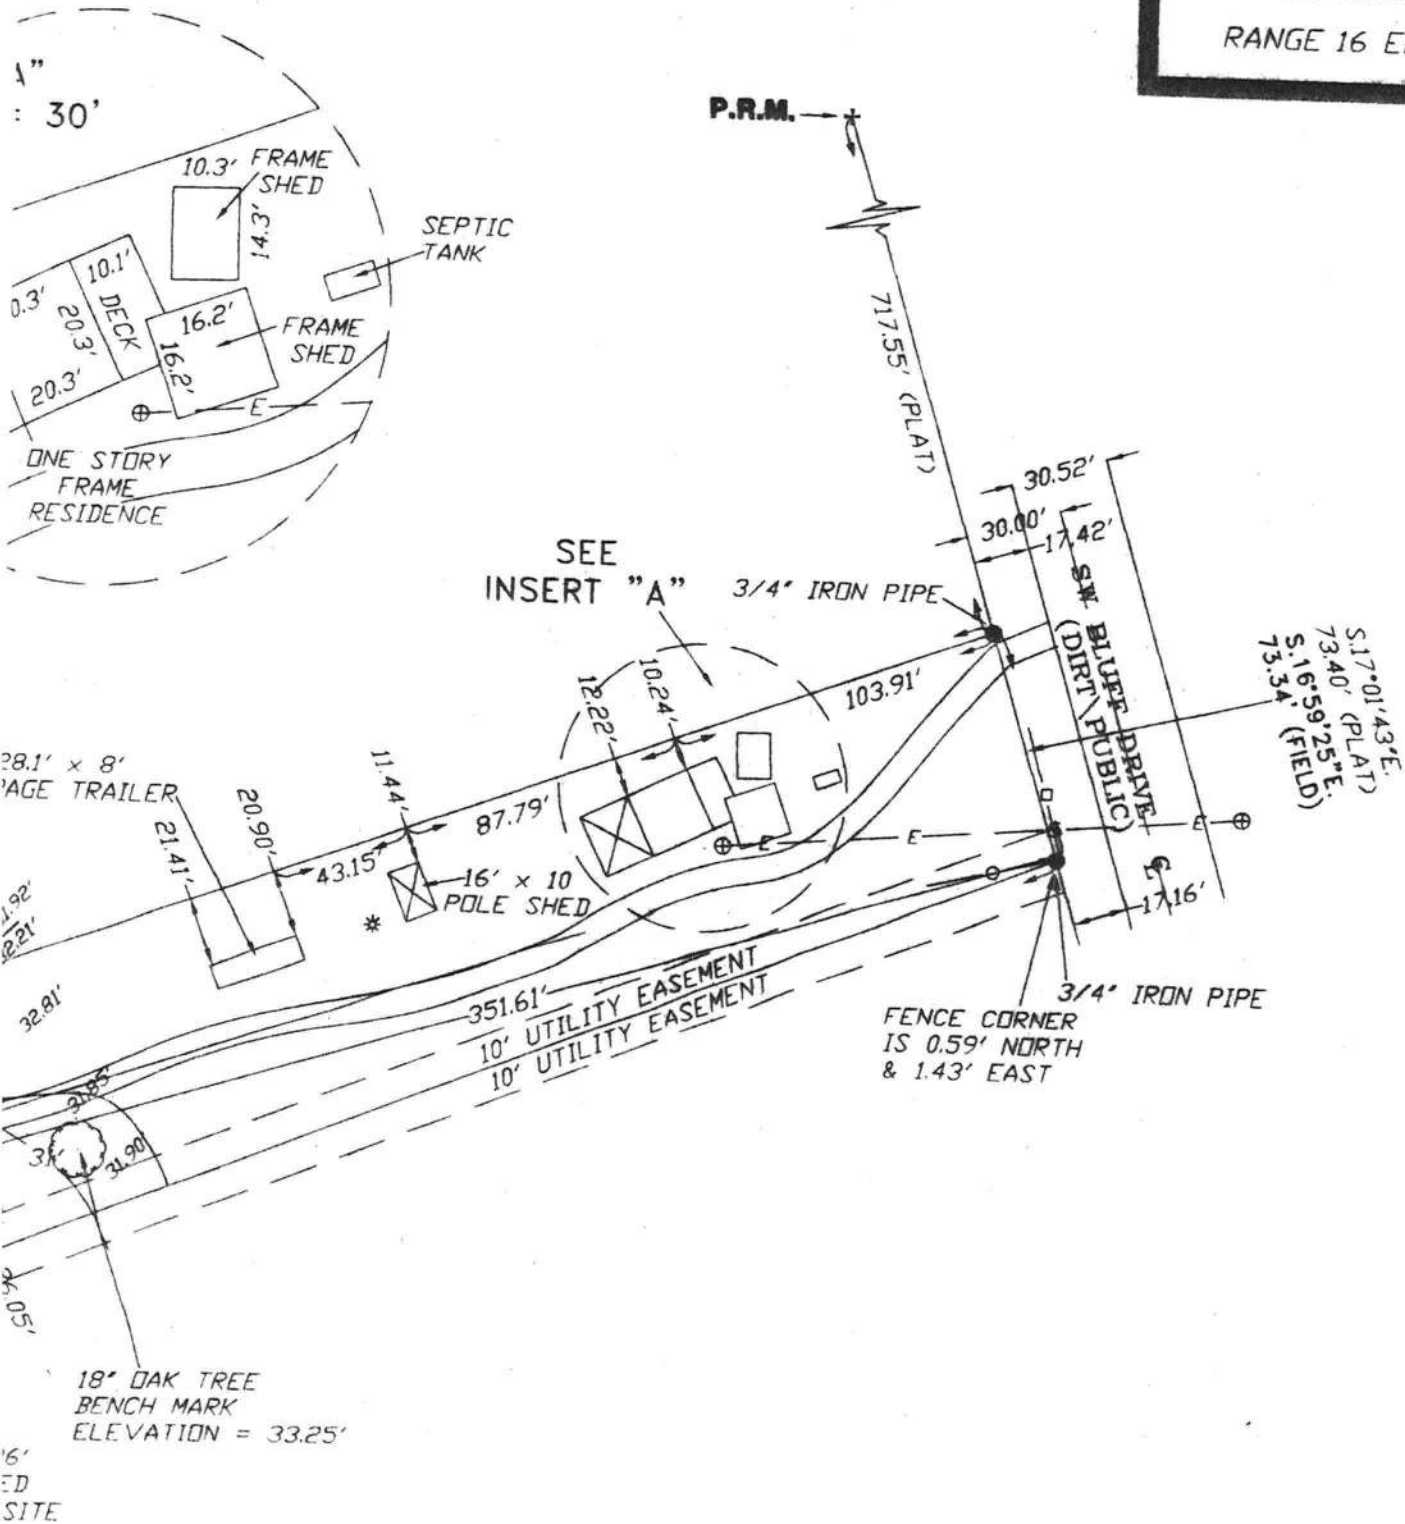 RANGE 16
: 30'
P.R.M.
10.3'
FRAME
SHED
14.3'
SEPTIC
TANK
10.1'
DECK
20.3'
0.3'
16.2'
16.2'
FRAME
SHED
20.3'
E
ONE STORY
FRAME
RESIDENCE
717.55' (PLAT)
30.52'
30.00'
17.42'
SEE
INSERT "A"
3/4" IRON PIPE
SW BLUFF DRIVE
(DIRT\PUBLIC)
S.17°01'43"E.
73.40' (PLAT)
S.16°59'25"E.
73.34' (FIELD)
103.91'
10.24'
12.22'
28.1' x 8'
TRAILER
11.44'
87.79'
20.90'
21.41'
43.15'
16' x 10
POLE SHED
E
E
E
17.16'
32.81'
351.61'
10' UTILITY EASEMENT
10' UTILITY EASEMENT
3/4" IRON PIPE
FENCE CORNER
IS 0.59' NORTH
& 1.43' EAST
31.85'
31.90'
18" OAK TREE
BENCH MARK
ELEVATION = 33.25'
SITE